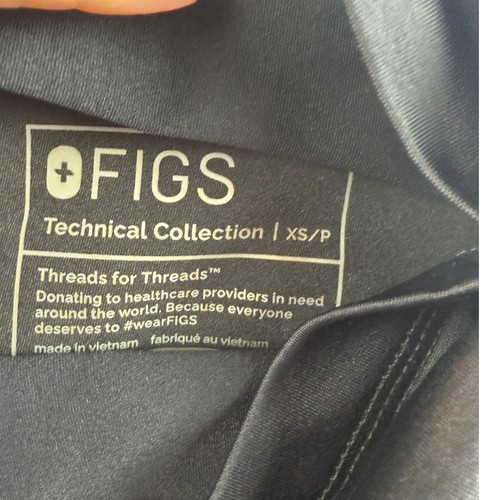 FIGS
Technical Collection | XS/P
Threads for Threads™
Donating to healthcare providers in need
around the world. Because everyone
deserves to #wearFIGS
made in vietnam fabriqué au vietnam